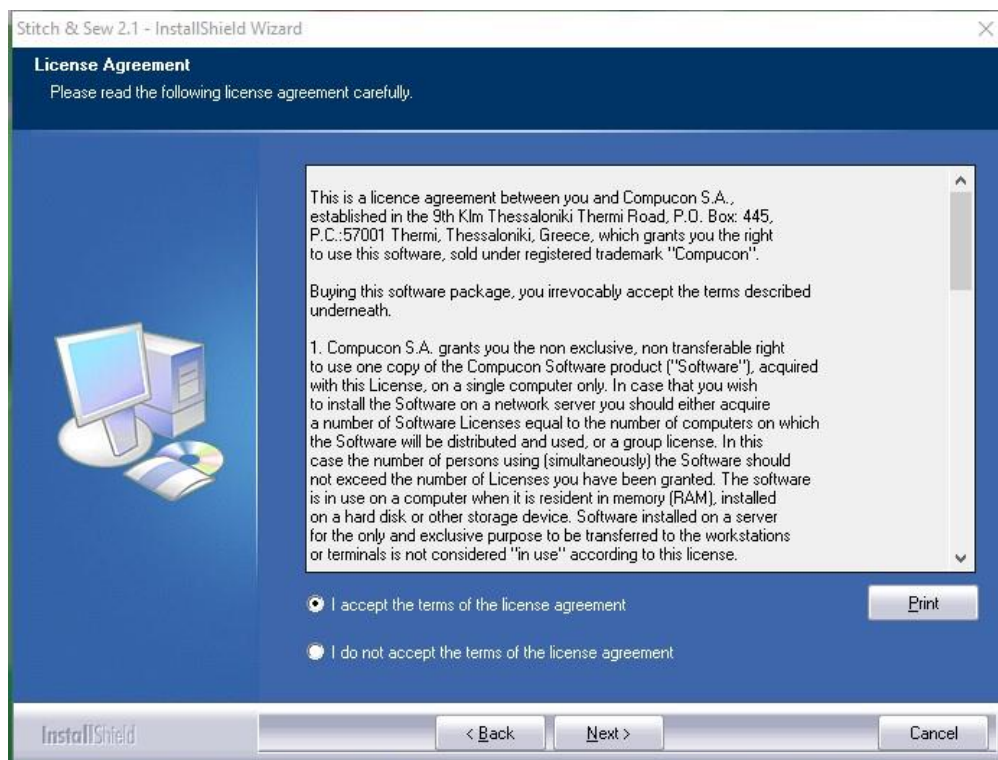 Stitch & Sew 2.1 - InstallShield Wizard
License Agreement
Please read the following license agreement carefully.
This is a licence agreement between you and Compucon S.A.,
established in the 9th Klm Thessaloniki Thermi Road, P.O. Box: 445,
P.C.:57001 Thermi, Thessaloniki, Greece, which grants you the right
to use this software, sold under registered trademark "Compucon".
Buying this software package, you irrevocably accept the terms described
underneath.
1. Compucon S.A. grants you the non exclusive, non transferable right
to use one copy of the Compucon Software product ("Software"), acquired
with this License, on a single computer only. In case that you wish
to install the Software on a network server you should either acquire
a number of Software Licenses equal to the number of computers on which
the Software will be distributed and used, or a group license. In this
case the number of persons using (simultaneously) the Software should
not exceed the number of Licenses you have been granted. The software
is in use on a computer when it is resident in memory (RAM), installed
on a hard disk or other storage device. Software installed on a server
for the only and exclusive purpose to be transferred to the workstations
or terminals is not considered "in use" according to this license.
I accept the terms of the license agreement
Print
I do not accept the terms of the license agreement
InstallShield
< Back
Next >
Cancel